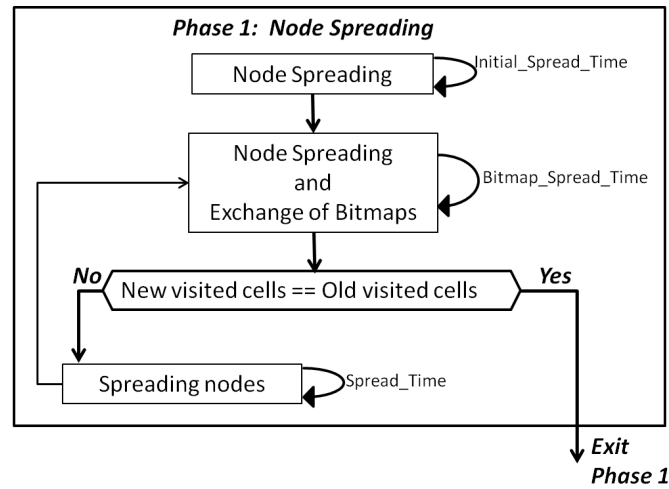 Phase 1: Node Spreading
Node Spreading
Initial_Spread_Time
Node Spreading
and
Exchange of Bitmaps
Bitmap_Spread_Time
No
Yes
New visited cells == Old visited cells
Spreading nodes
Spread_Time
Exit
Phase 1